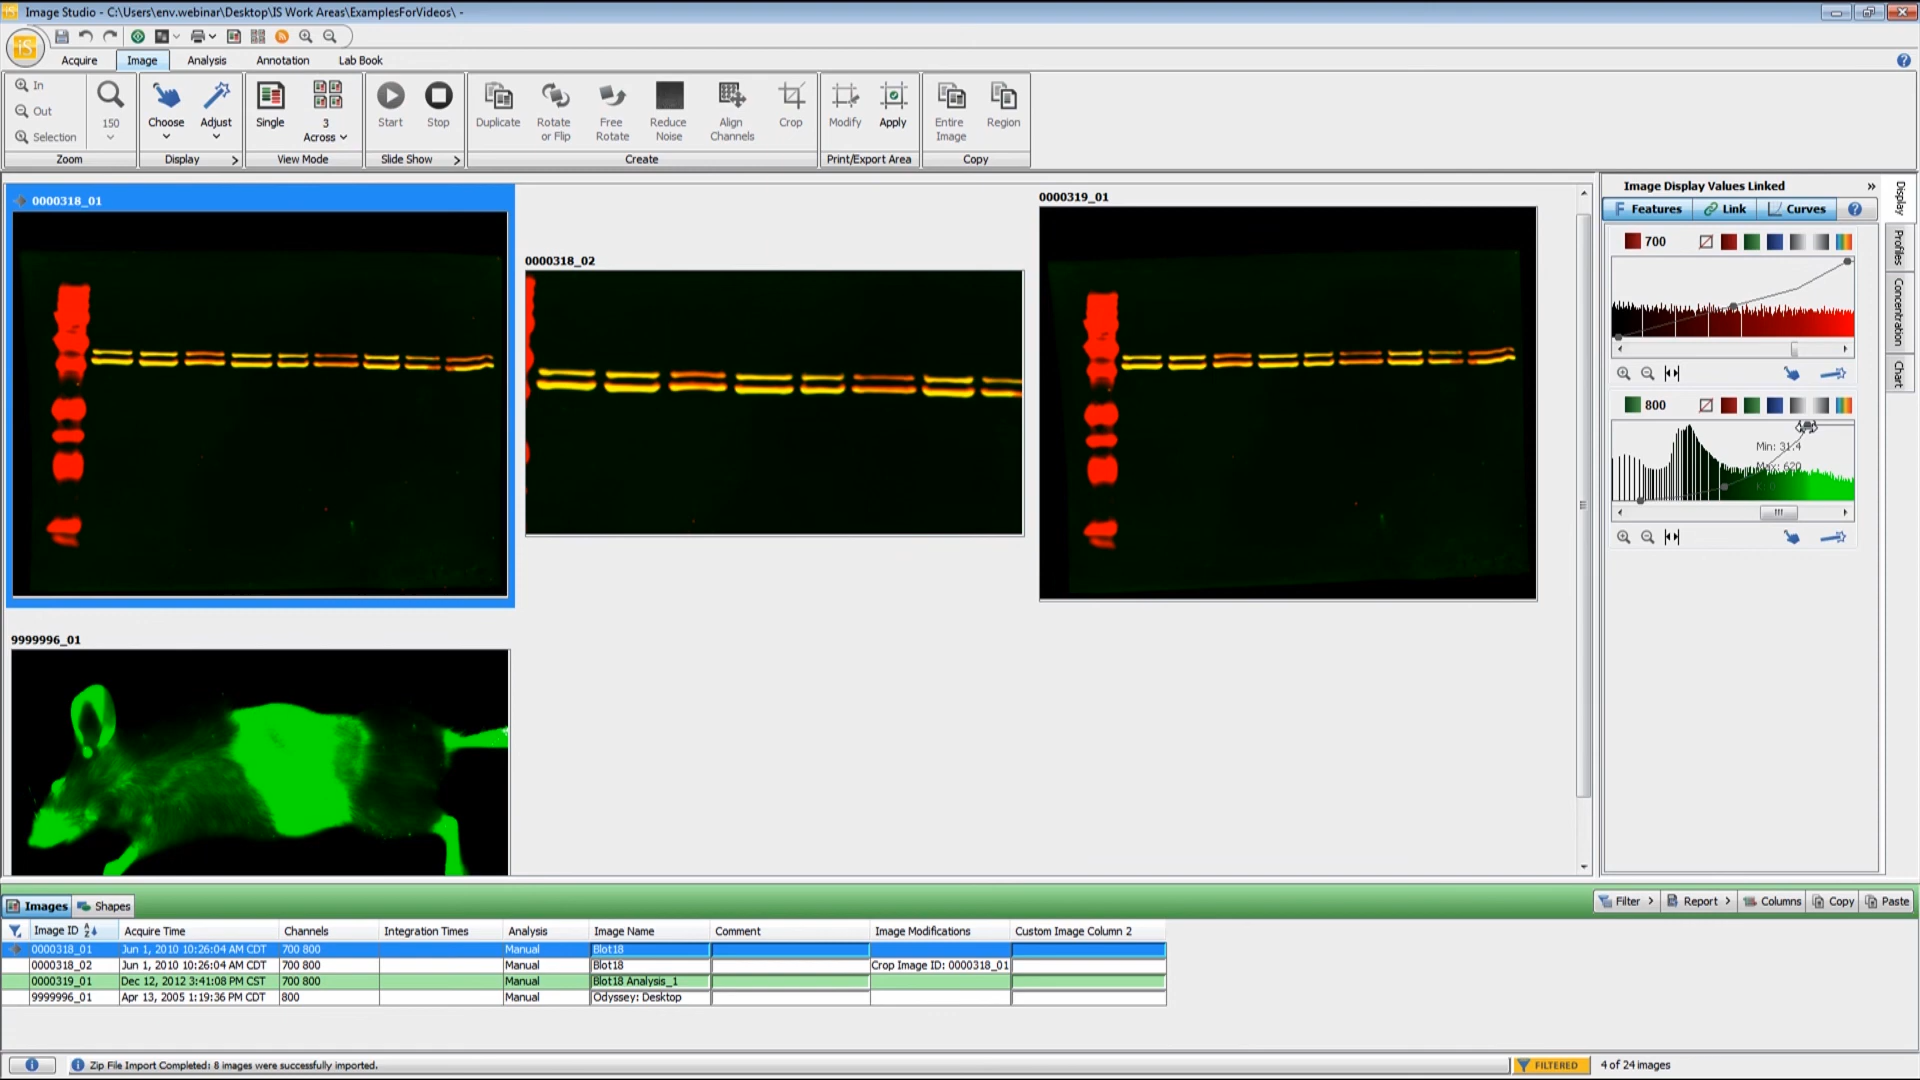 Image Studio - C:\Users\env.webinar\Desktop\IS Work Areas\ExamplesForVideos\ -
iS
Acquire Image Analysis Annotation Lab Book
In
Out
Selection
150
Zoom
Choose Adjust
Display
Single 3 Across
View Mode
Start Stop
Slide Show
Duplicate Rotate or Flip Free Rotate Reduce Noise Align Channels Crop
Create
Modify Apply
Print/Export Area
Entire Image Region
Copy
0000318_01
0000318_02
0000319_01
9999996_01
Image Display Values Linked
Features Link Curves
700
800
Min: 31.4
Max: 620
Display
Profiles
Concentration
Chart
Images Shapes
Filter Report Columns Copy Paste
Image ID Acquire Time Channels Integration Times Analysis Image Name Comment Image Modifications Custom Image Column 2
0000318_01 Jun 1, 2010 10:26:04 AM CDT 700 800 Manual Blot18
0000318_02 Jun 1, 2010 10:26:04 AM CDT 700 800 Manual Blot18 Crop Image ID: 0000318_01
0000319_01 Dec 12, 2012 3:41:08 PM CST 700 800 Manual Blot18 Analysis_1
9999996_01 Apr 13, 2005 1:19:36 PM CDT 800 Manual Odyssey: Desktop
Zip File Import Completed: 8 images were successfully imported.
FILTERED
4 of 24 images